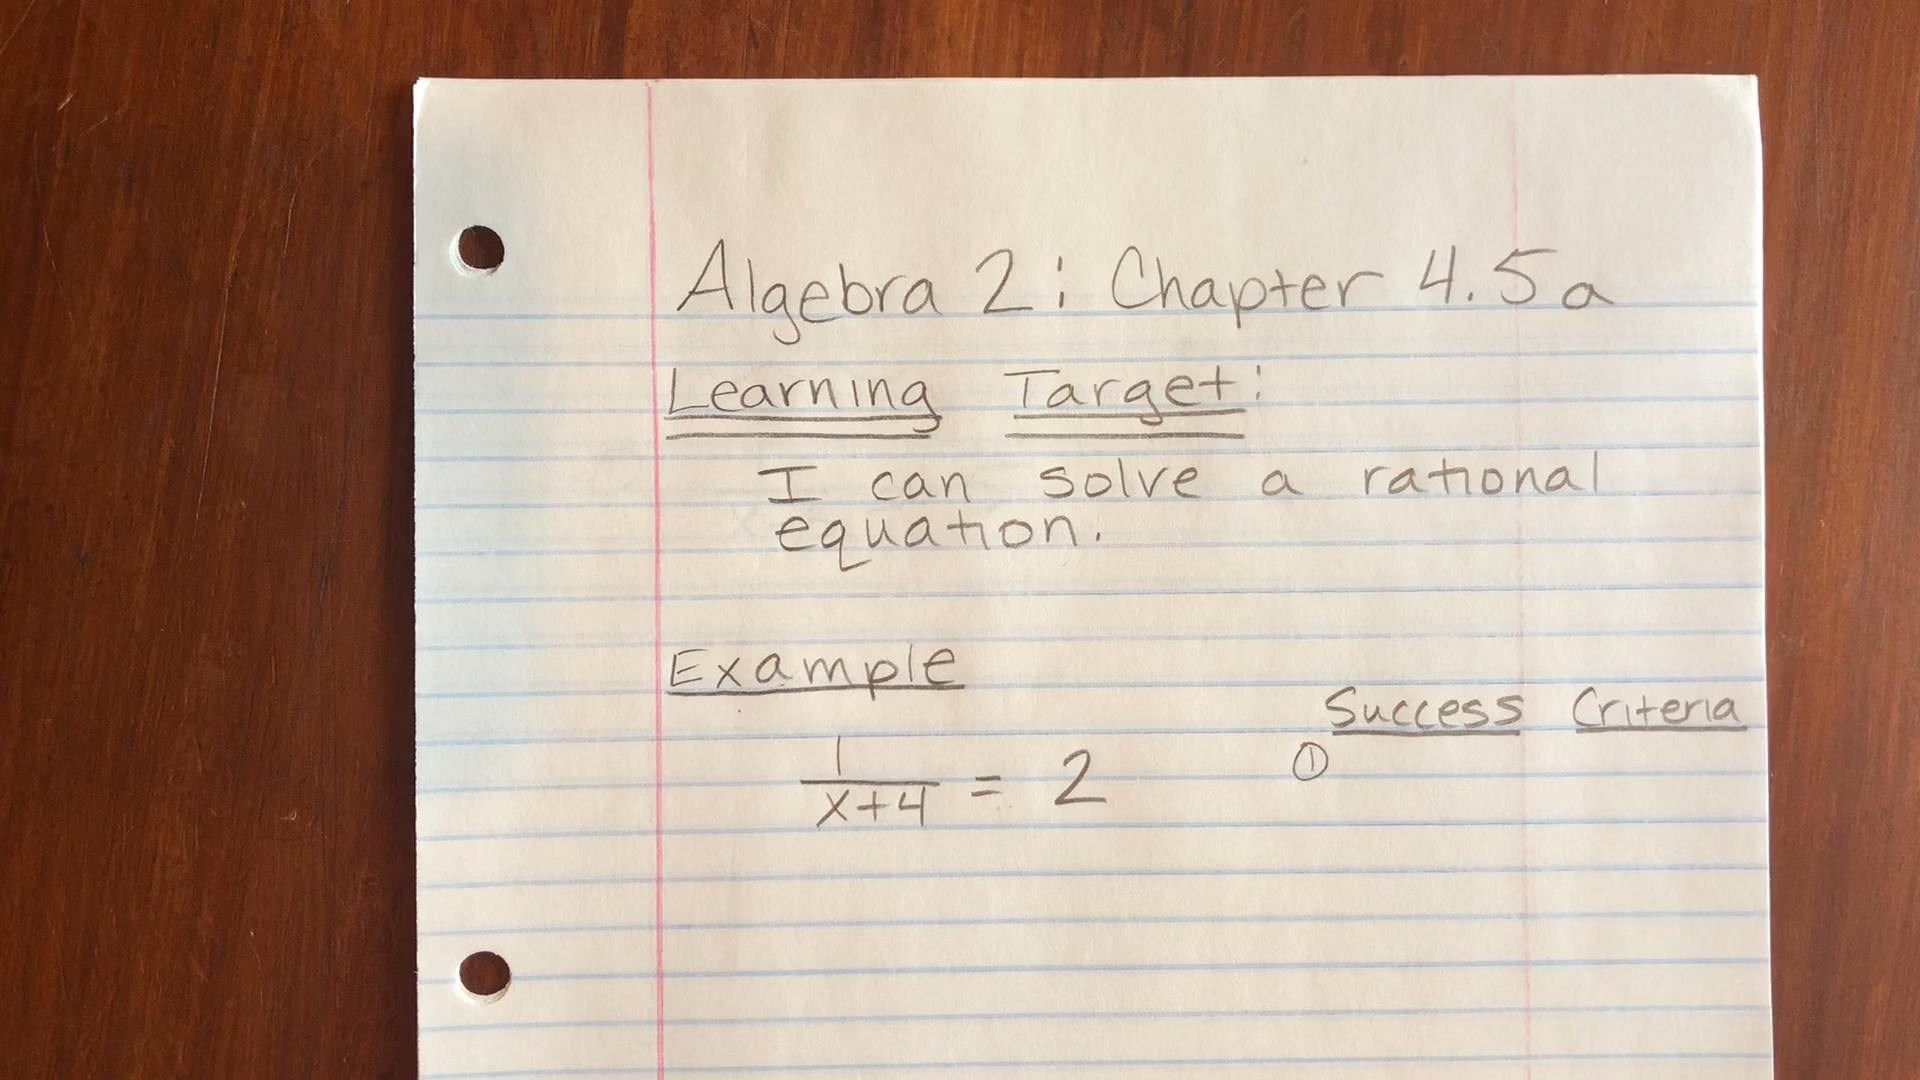 Algebra 2: Chapter 4.5a
Learning Target:
I can solve a rational
equation.
Example
Success Criteria
1/(x+4) = 2
①